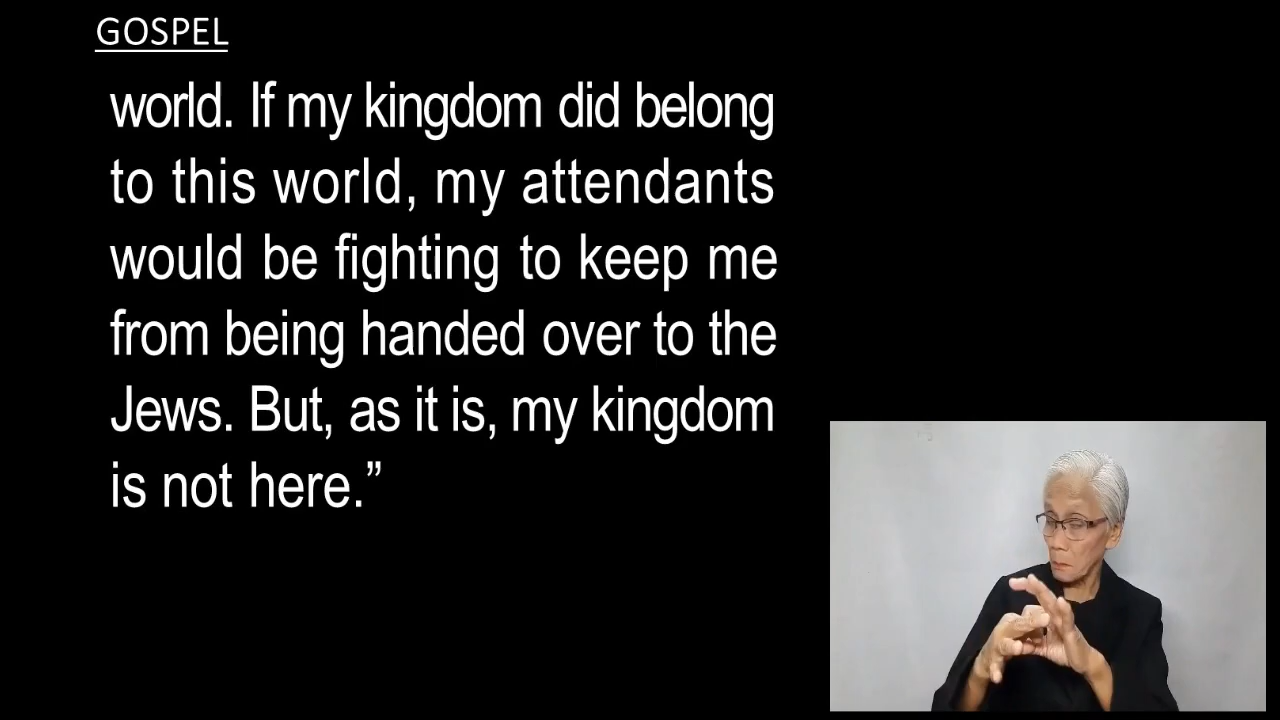 GOSPEL
world. If my kingdom did belong
to this world, my attendants
would be fighting to keep me
from being handed over to the
Jews. But, as it is, my kingdom
is not here.”